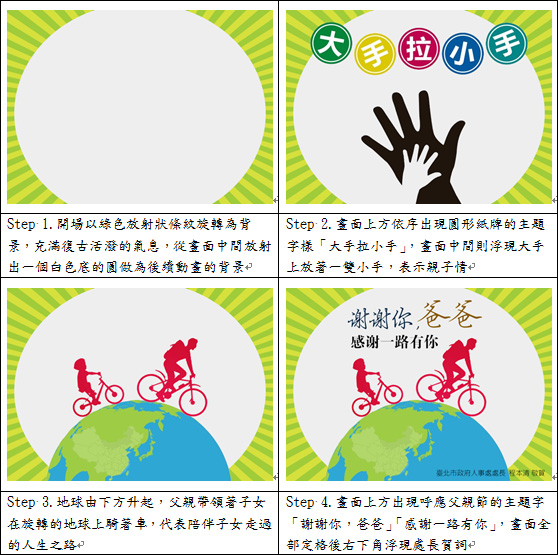 大手拉小手
Step 1.開場以綠色放射狀條紋旋轉為背
景，充滿復古活潑的氣息，從畫面中間放射
出一個白色底的圓做為後續動畫的背景
Step 2.畫面上方依序出現圓形紙牌的主題
字樣「大手拉小手」，畫面中間則浮現大手
上放著一雙小手，表示親子情
謝謝你,爸爸
感謝一路有你
臺北市政府人事處處長 程本清 敬賀
Step 3.地球由下方升起，父親帶領著子女
在旋轉的地球上騎著車，代表陪伴子女走過
的人生之路
Step 4.畫面上方出現呼應父親節的主題字
「謝謝你，爸爸」「感謝一路有你」，畫面全
部定格後右下角浮現處長賀詞